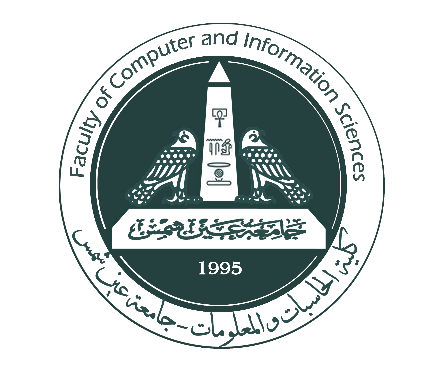 Faculty of Computer and Information Sciences
جامعة عين شمس
1995
كلية الحاسبات والمعلومات - جامعة عين شمس